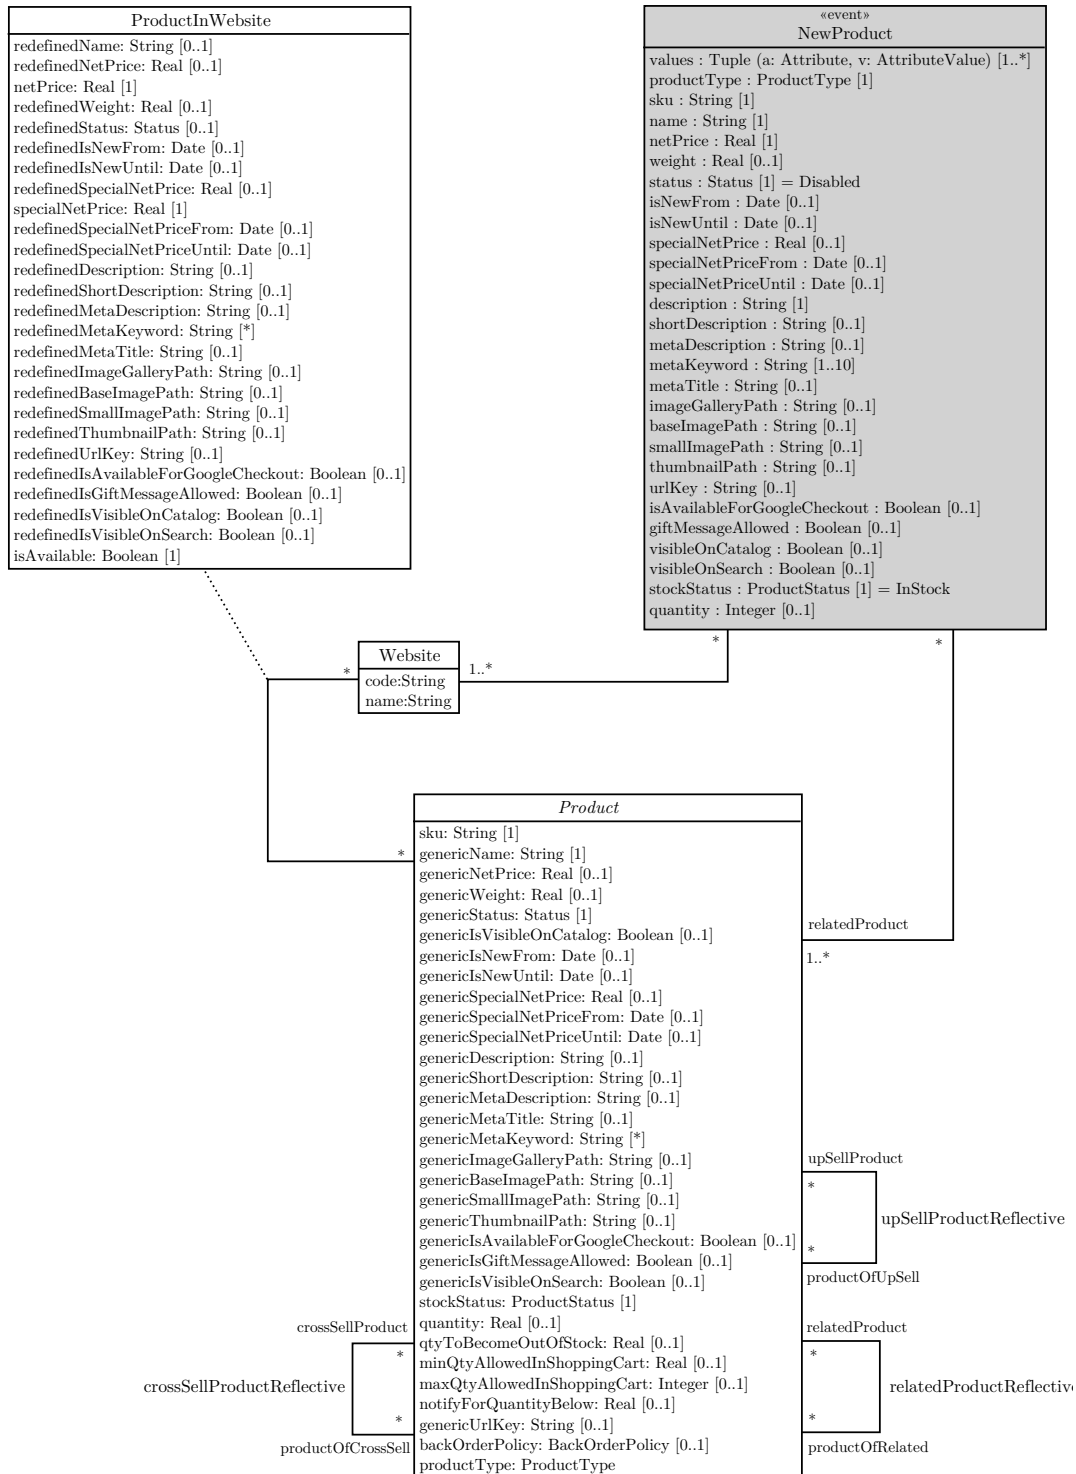 ProductInWebsite
redefinedName: String [0..1]
redefinedNetPrice: Real [0..1]
netPrice: Real [1]
redefinedWeight: Real [0..1]
redefinedStatus: Status [0..1]
redefinedIsNewFrom: Date [0..1]
redefinedIsNewUntil: Date [0..1]
redefinedSpecialNetPrice: Real [0..1]
specialNetPrice: Real [1]
redefinedSpecialNetPriceFrom: Date [0..1]
redefinedSpecialNetPriceUntil: Date [0..1]
redefinedDescription: String [0..1]
redefinedShortDescription: String [0..1]
redefinedMetaDescription: String [0..1]
redefinedMetaKeyword: String [*]
redefinedMetaTitle: String [0..1]
redefinedImageGalleryPath: String [0..1]
redefinedBaseImagePath: String [0..1]
redefinedSmallImagePath: String [0..1]
redefinedThumbnailPath: String [0..1]
redefinedUrlKey: String [0..1]
redefinedIsAvailableForGoogleCheckout: Boolean [0..1]
redefinedIsGiftMessageAllowed: Boolean [0..1]
redefinedIsVisibleOnCatalog: Boolean [0..1]
redefinedIsVisibleOnSearch: Boolean [0..1]
isAvailable: Boolean [1]
«event»
NewProduct
values : Tuple (a: Attribute, v: AttributeValue) [1..*]
productType : ProductType [1]
sku : String [1]
name : String [1]
netPrice : Real [1]
weight : Real [0..1]
status : Status [1] = Disabled
isNewFrom : Date [0..1]
isNewUntil : Date [0..1]
specialNetPrice : Real [0..1]
specialNetPriceFrom : Date [0..1]
specialNetPriceUntil : Date [0..1]
description : String [1]
shortDescription : String [0..1]
metaDescription : String [0..1]
metaKeyword : String [1..10]
metaTitle : String [0..1]
imageGalleryPath : String [0..1]
baseImagePath : String [0..1]
smallImagePath : String [0..1]
thumbnailPath : String [0..1]
urlKey : String [0..1]
isAvailableForGoogleCheckout : Boolean [0..1]
giftMessageAllowed : Boolean [0..1]
visibleOnCatalog : Boolean [0..1]
visibleOnSearch : Boolean [0..1]
stockStatus : ProductStatus [1] = InStock
quantity : Integer [0..1]
*
*
*
Website
code:String
name:String
1..*
*
Product
sku: String [1]
genericName: String [1]
genericNetPrice: Real [0..1]
genericWeight: Real [0..1]
genericStatus: Status [1]
genericIsVisibleOnCatalog: Boolean [0..1]
genericIsNewFrom: Date [0..1]
genericIsNewUntil: Date [0..1]
genericSpecialNetPrice: Real [0..1]
genericSpecialNetPriceFrom: Date [0..1]
genericSpecialNetPriceUntil: Date [0..1]
genericDescription: String [0..1]
genericShortDescription: String [0..1]
genericMetaDescription: String [0..1]
genericMetaTitle: String [0..1]
genericMetaKeyword: String [*]
genericImageGalleryPath: String [0..1]
genericBaseImagePath: String [0..1]
genericSmallImagePath: String [0..1]
genericThumbnailPath: String [0..1]
genericIsAvailableForGoogleCheckout: Boolean [0..1]
genericIsGiftMessageAllowed: Boolean [0..1]
genericIsVisibleOnSearch: Boolean [0..1]
stockStatus: ProductStatus [1]
quantity: Real [0..1]
qtyToBecomeOutOfStock: Real [0..1]
minQtyAllowedInShoppingCart: Real [0..1]
maxQtyAllowedInShoppingCart: Integer [0..1]
notifyForQuantityBelow: Real [0..1]
genericUrlKey: String [0..1]
backOrderPolicy: BackOrderPolicy [0..1]
productType: ProductType
relatedProduct
1..*
upSellProduct
*
upSellProductReflective
*
productOfUpSell
crossSellProduct
*
crossSellProductReflective
*
productOfCrossSell
relatedProduct
*
relatedProductReflective
*
productOfRelated